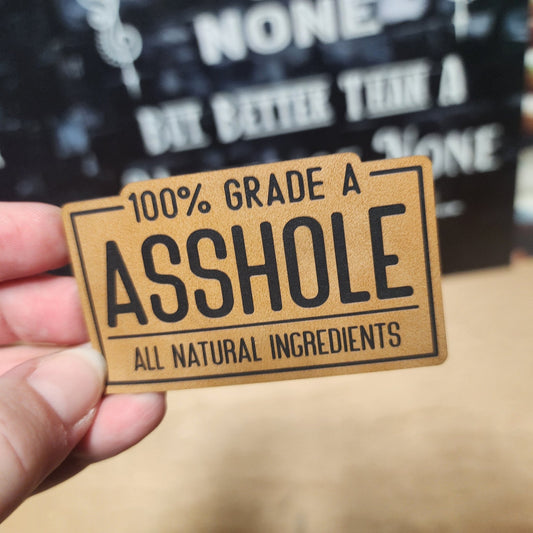 NONE
BUT BETTER THAN A
NONE
100% GRADE A
ASSHOLE
ALL NATURAL INGREDIENTS